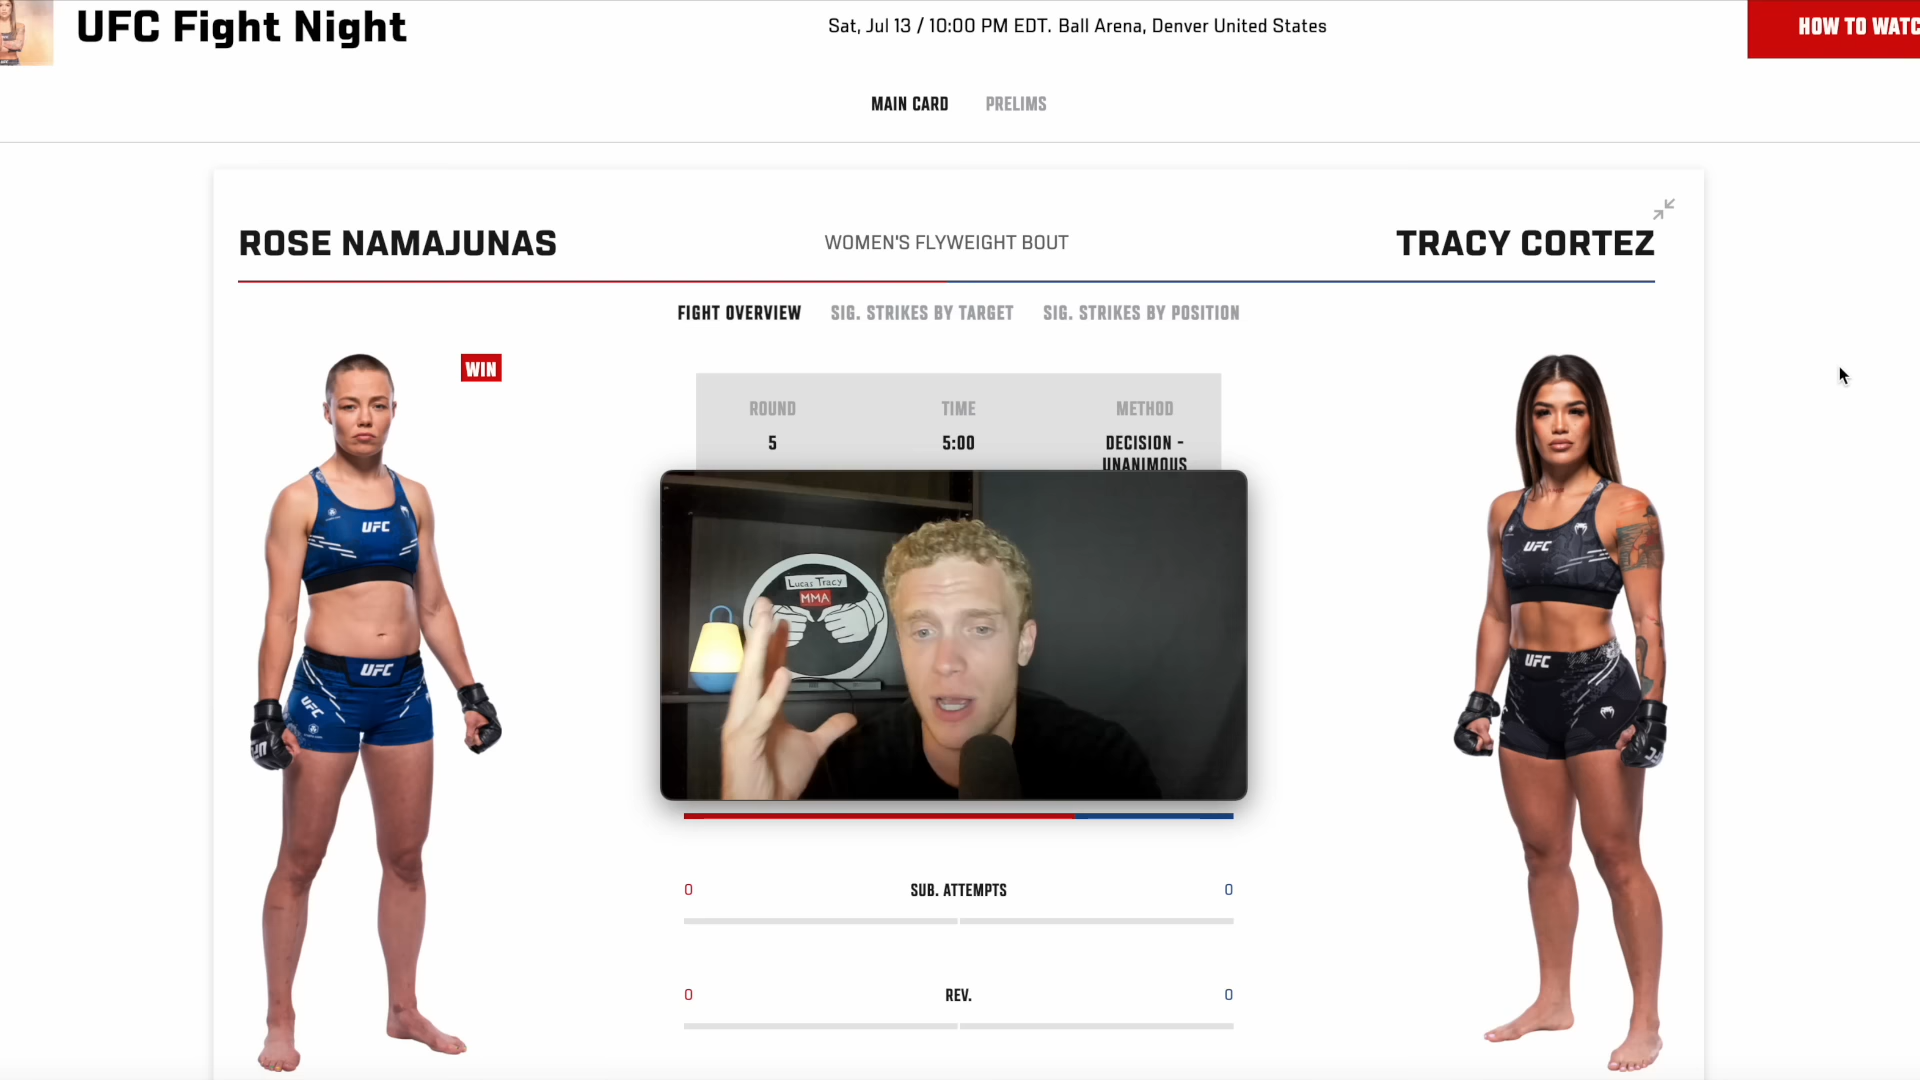 UFC Fight Night
Sat, Jul 13 / 10:00 PM EDT. Ball Arena, Denver United States
HOW TO WATC
MAIN CARD PRELIMS
ROSE NAMAJUNAS
WOMEN'S FLYWEIGHT BOUT
TRACY CORTEZ
FIGHT OVERVIEW SIG. STRIKES BY TARGET SIG. STRIKES BY POSITION
WIN
ROUND TIME METHOD
5 5:00 DECISION -
UNANIMOUS
UFC
UFC
UFC
UFC
UFC
Lucas Tracy
MMA
0 SUB. ATTEMPTS 0
0 REV. 0